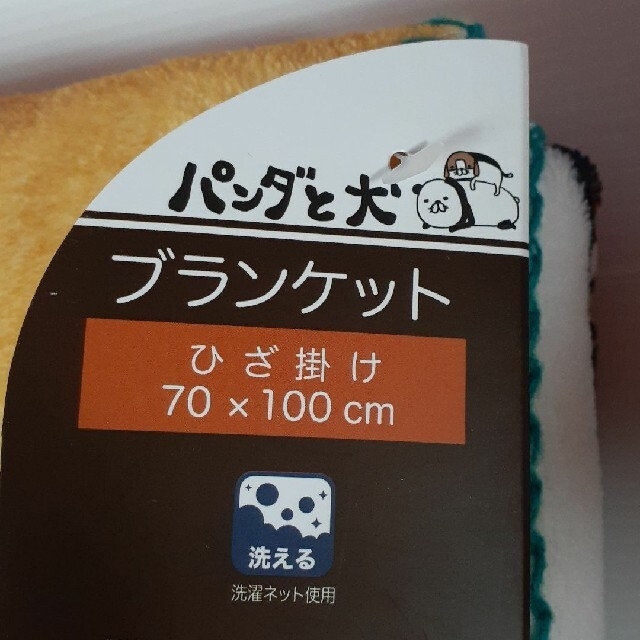 パンダと犬
ブランケット
ひざ掛け
70×100cm
洗える
洗濯ネット使用